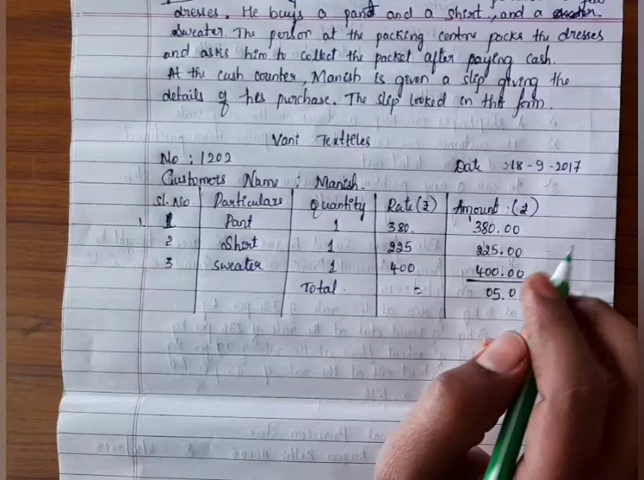 dresses. He buys a pant and a shirt, and a
sweater. The person at the packing centre packs the dresses
and asks him to collect the packet after paying cash.
At the cash counter, Manish is given a slip giving the
details of his purchase. The slip looked in this form.
Vani Textiles
No : 1202 Date : 18-9-2017
Customers Name : Manish.
Sl. No Particulars Quantity Rate (₹) Amount (₹)
1 Pant 1 380. 380.00
2 Shirt 1 225 225.00
3 sweater 1 400 400.00
Total. = 05.0